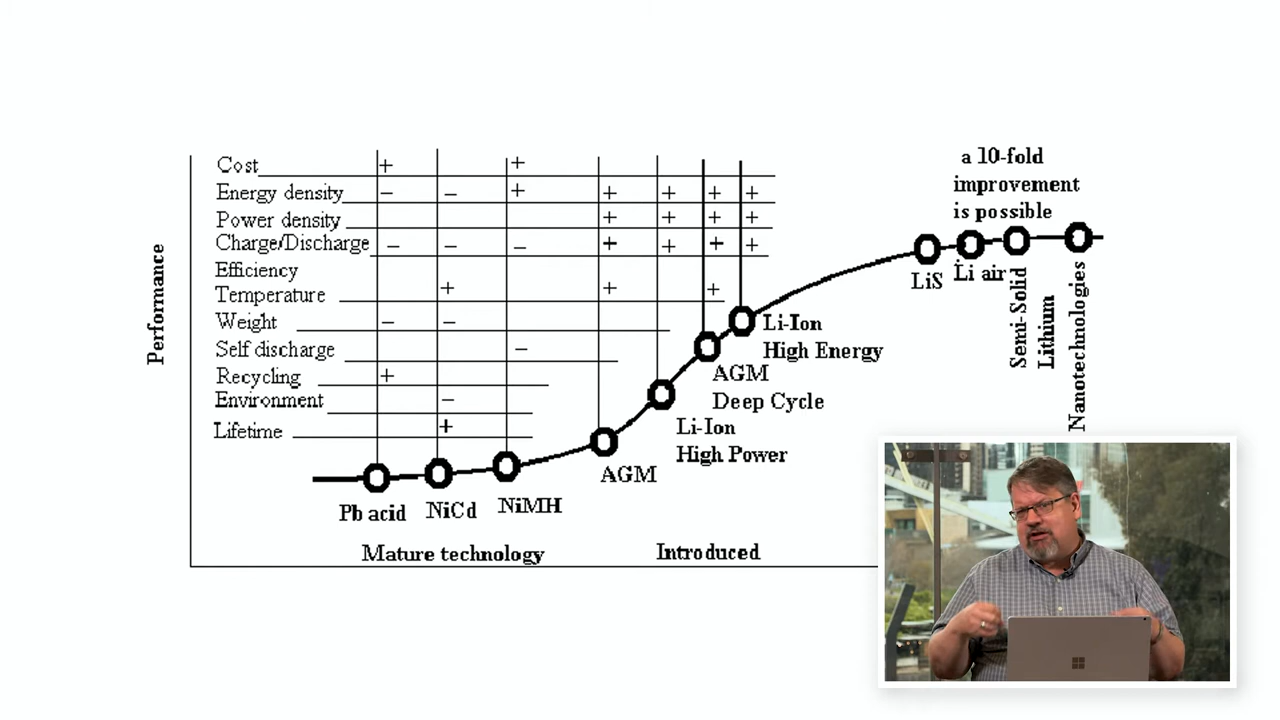 Cost + +
Energy density − − + + + + +
Power density + + + +
Charge/Discharge − − − + + + +
Efficiency
Temperature + + +
Weight − −
Self discharge −
Recycling +
Environment −
Lifetime +
Performance
Pb acid
NiCd
NiMH
AGM
Li-Ion
High Power
AGM
Deep Cycle
Li-Ion
High Energy
LiS
Li air
Semi-Solid
Lithium
Nanotechnologies
a 10-fold
improvement
is possible
Mature technology
Introduced